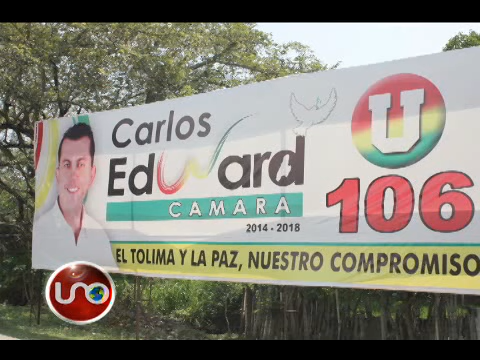 Carlos
Edward
CAMARA
2014 - 2018
U
106
EL TOLIMA Y LA PAZ, NUESTRO COMPROMISO
UNO